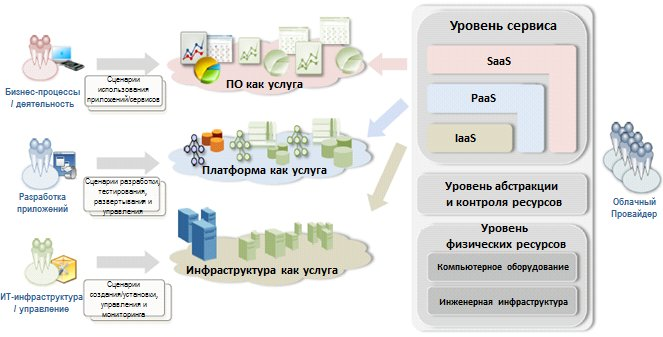 Бизнес-процессы
/ деятельность
Сценарии
использования
приложений/сервисов
ПО как услуга
Разработка
приложений
Сценарии разработки,
тестирования,
развертывания и
управления
Платформа как услуга
ИТ-инфраструктура
/ управление
Сценарии
создания/установки,
управления и
мониторинга
Инфраструктура как услуга
Уровень сервиса
SaaS
PaaS
IaaS
Уровень абстракции
и контроля ресурсов
Уровень
физических ресурсов
Компьютерное оборудование
Инженерная инфраструктура
Облачный
Провайдер